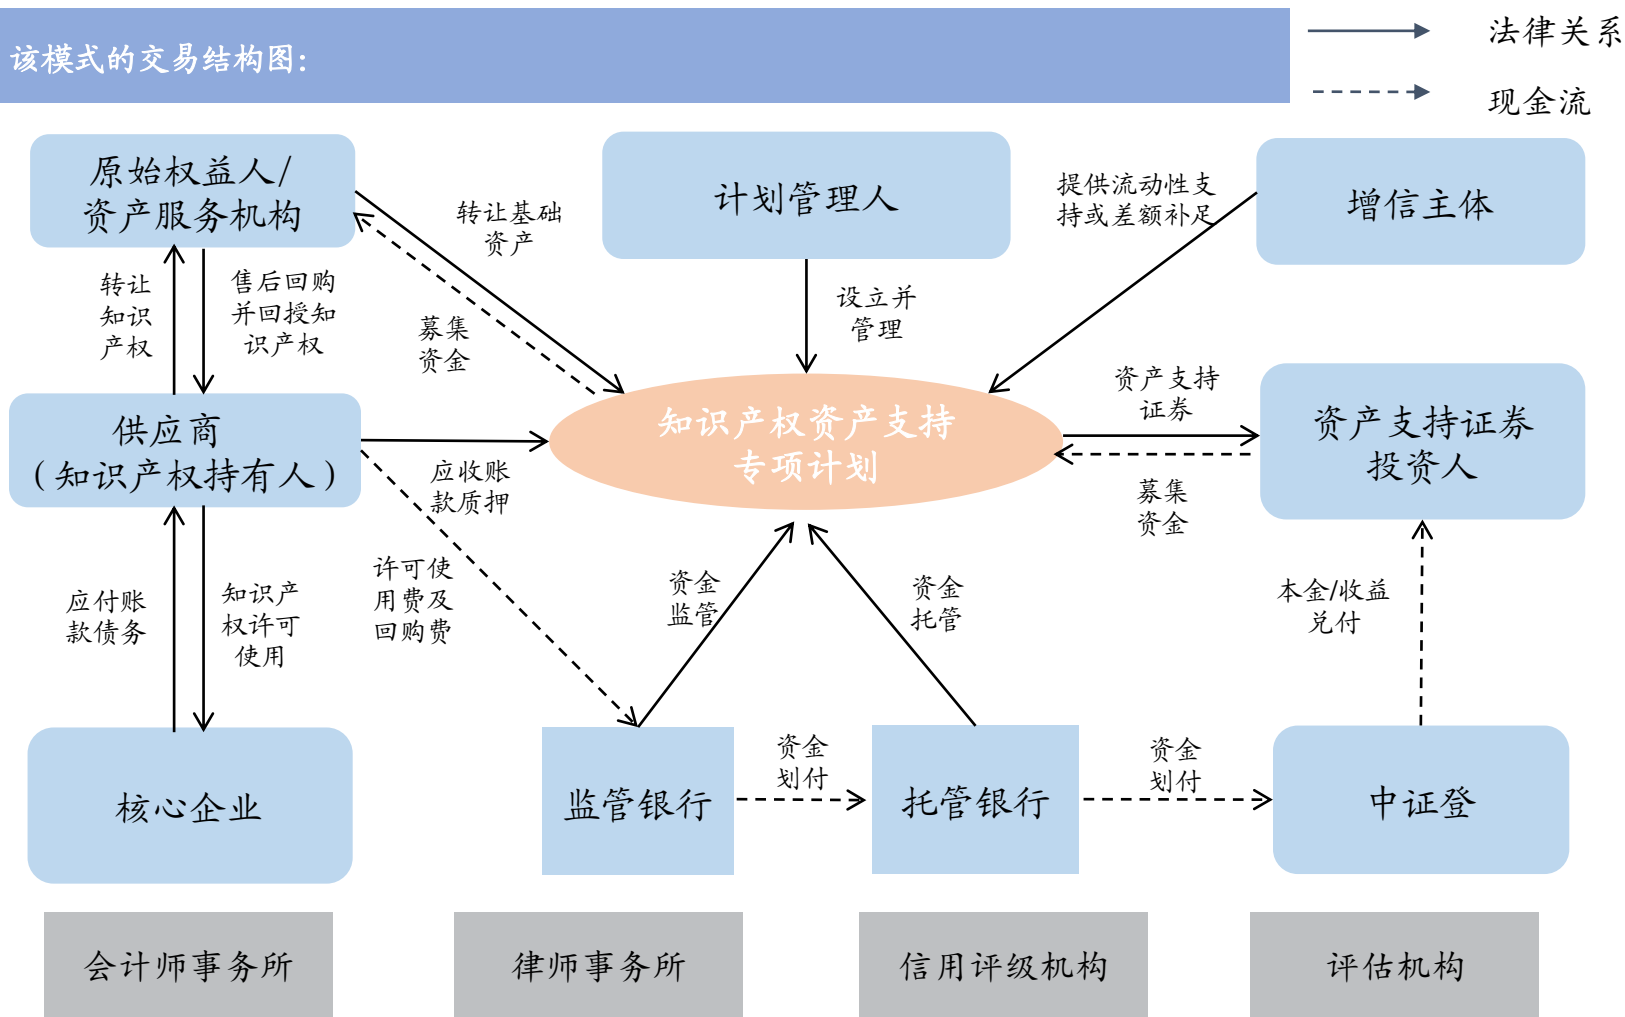 该模式的交易结构图：
法律关系
现金流
原始权益人/
资产服务机构
计划管理人
增信主体
转让基础
资产
提供流动性支
持或差额补足
募集
资金
设立并
管理
转让
知识
产权
售后回购
并回授知
识产权
供应商
（知识产权持有人）
知识产权资产支持
专项计划
资产支持
证券
资产支持证券
投资人
应收账
款质押
募集
资金
许可使
用费及
回购费
资金
监管
资金
托管
本金/收益
兑付
应付账
款债务
知识产
权许可
使用
核心企业
监管银行
资金
划付
托管银行
资金
划付
中证登
会计师事务所
律师事务所
信用评级机构
评估机构